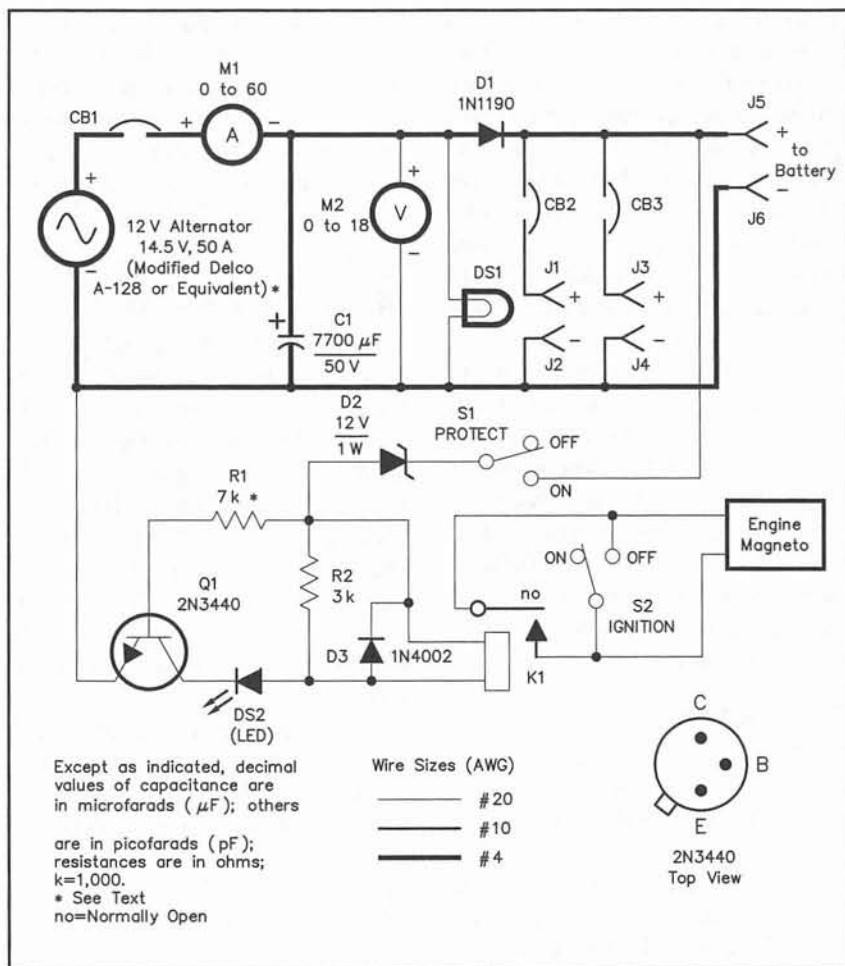 M1
0 to 60
CB1
+
A
−
D1
1N1190
J5
+
to
Battery
−
J6
+
12 V Alternator
14.5 V, 50 A
(Modified Delco
A-128 or Equivalent) *
−
+
M2
0 to 18
V
−
CB2
CB3
DS1
J1
+
−
J2
J3
+
−
J4
+
C1
7700 µF
50 V
D2
12 V
1 W
S1
PROTECT
OFF
ON
R1
7 k *
R2
3 k
Q1
2N3440
D3
1N4002
DS2
(LED)
no
K1
ON
OFF
S2
IGNITION
Engine
Magneto
Except as indicated, decimal
values of capacitance are
in microfarads ( µF); others
are in picofarads (pF);
resistances are in ohms;
k=1,000.
* See Text
no=Normally Open
Wire Sizes (AWG)
#20
#10
#4
C
B
E
2N3440
Top View